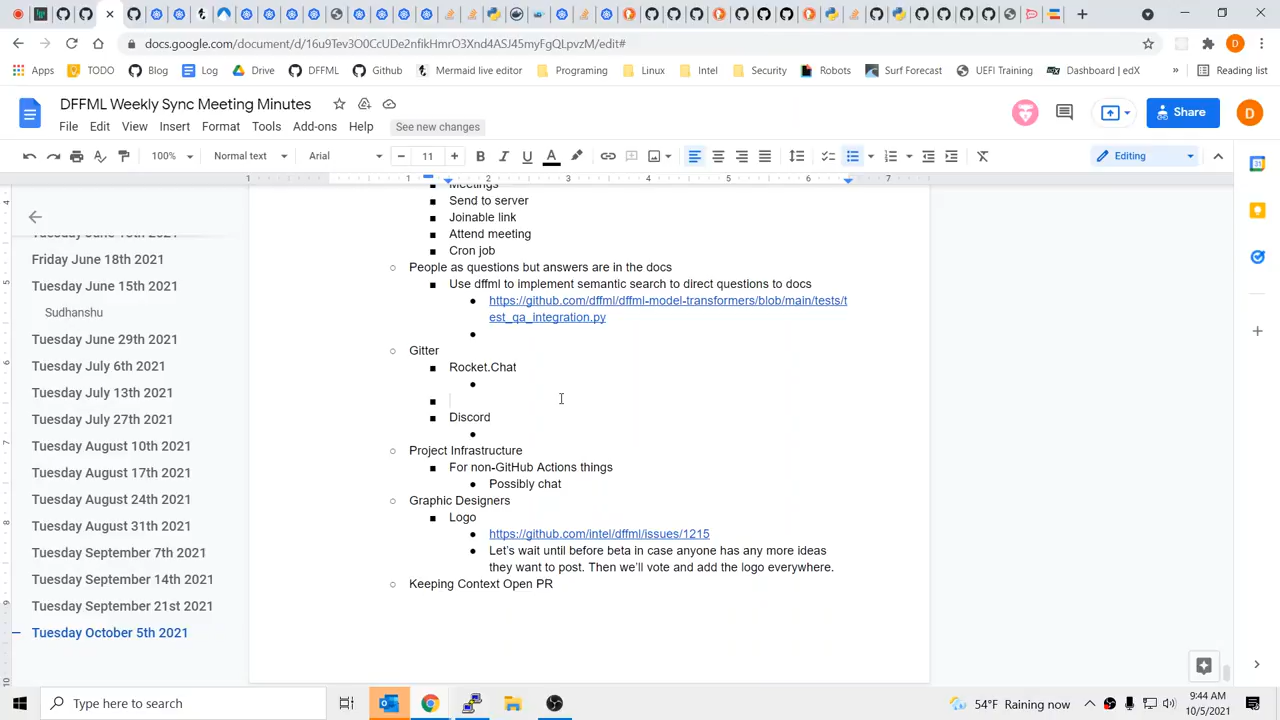 docs.google.com/document/d/16u9Tev3O0CcUDe2nfikHmrO3Xnd4ASJ45myFgQLpvzM/edit#
Apps TODO Blog Log Drive DFFML Github Mermaid live editor Programing Linux Intel Security Robots Surf Forecast UEFI Training Dashboard | edX » Reading list
DFFML Weekly Sync Meeting Minutes
File Edit View Insert Format Tools Add-ons Help See new changes
Share
D
100% Normal text Arial 11 Editing
1 1 2 3 4 5 6 7
Meetings
Send to server
Joinable link
Attend meeting
Cron job
People as questions but answers are in the docs
Use dffml to implement semantic search to direct questions to docs
https://github.com/dffml/dffml-model-transformers/blob/main/tests/t
est_qa_integration.py
Gitter
Rocket.Chat
Discord
Project Infrastructure
For non-GitHub Actions things
Possibly chat
Graphic Designers
Logo
https://github.com/intel/dffml/issues/1215
Let's wait until before beta in case anyone has any more ideas
they want to post. Then we'll vote and add the logo everywhere.
Keeping Context Open PR
Friday June 18th 2021
Tuesday June 15th 2021
Sudhanshu
Tuesday June 29th 2021
Tuesday July 6th 2021
Tuesday July 13th 2021
Tuesday July 27th 2021
Tuesday August 10th 2021
Tuesday August 17th 2021
Tuesday August 24th 2021
Tuesday August 31th 2021
Tuesday September 7th 2021
Tuesday September 14th 2021
Tuesday September 21st 2021
Tuesday October 5th 2021
Type here to search
54°F Raining now
9:44 AM
10/5/2021